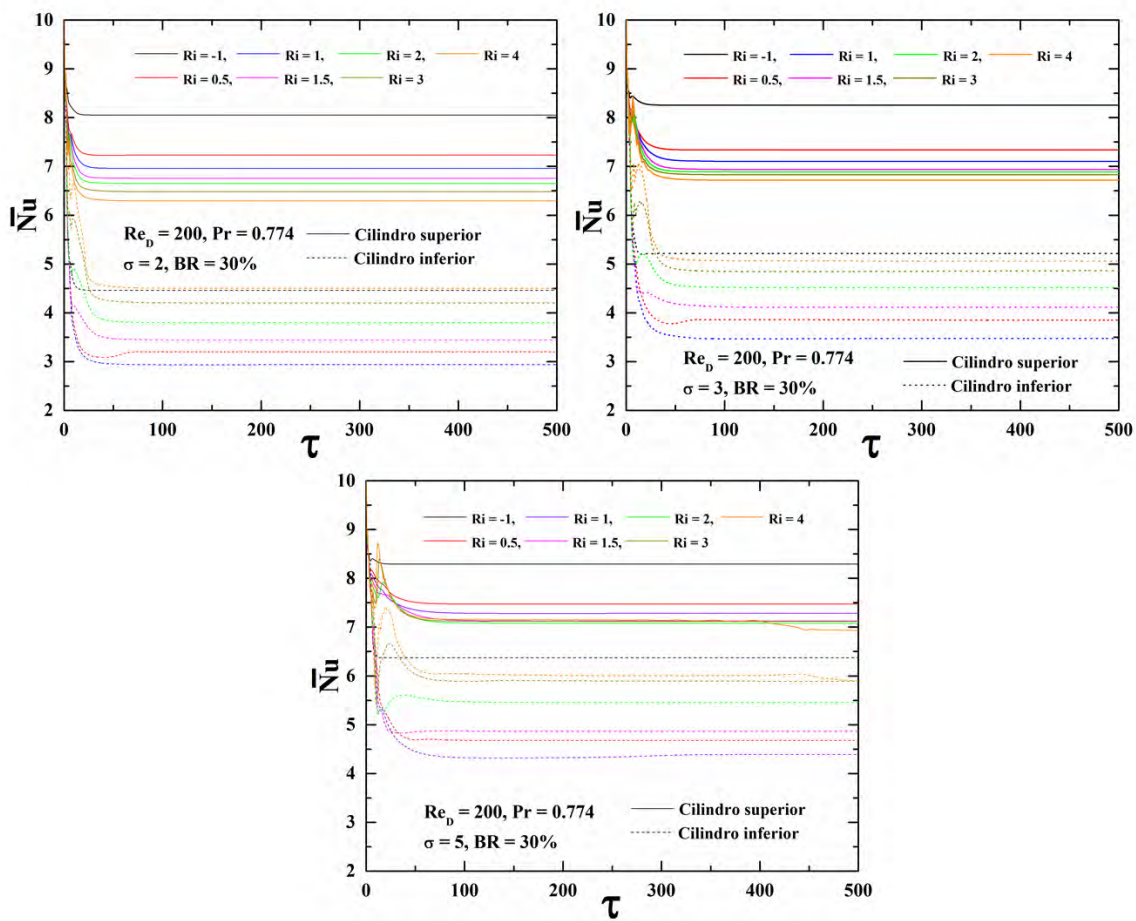 10
9
8
7
6
5
4
3
2
N̅u̅
Ri = -1, Ri = 1, Ri = 2, Ri = 4
Ri = 0.5, Ri = 1.5, Ri = 3
Re_D = 200, Pr = 0.774
σ = 2, BR = 30%
Cilindro superior
Cilindro inferior
0 100 200 300 400 500
τ
10
9
8
7
6
5
4
3
2
N̅u̅
Ri = -1, Ri = 1, Ri = 2, Ri = 4
Ri = 0.5, Ri = 1.5, Ri = 3
Re_D = 200, Pr = 0.774
σ = 3, BR = 30%
Cilindro superior
Cilindro inferior
0 100 200 300 400 500
τ
10
9
8
7
6
5
4
3
2
N̅u̅
Ri = -1, Ri = 1, Ri = 2, Ri = 4
Ri = 0.5, Ri = 1.5, Ri = 3
Re_D = 200, Pr = 0.774
σ = 5, BR = 30%
Cilindro superior
Cilindro inferior
0 100 200 300 400 500
τ